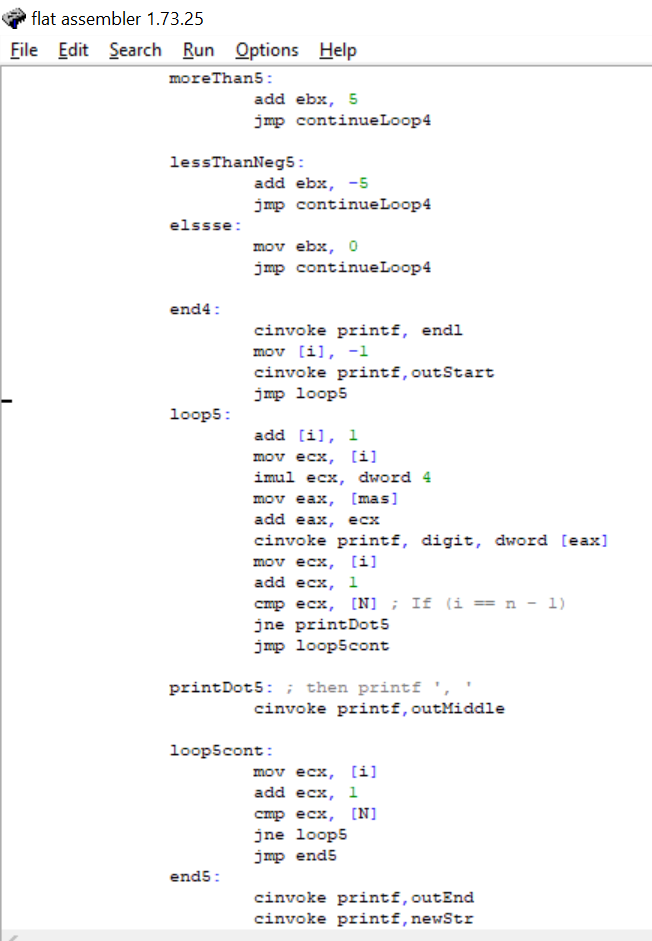 flat assembler 1.73.25
File Edit Search Run Options Help
moreThan5:
add ebx, 5
jmp continueLoop4
lessThanNeg5:
add ebx, -5
jmp continueLoop4
elssse:
mov ebx, 0
jmp continueLoop4
end4:
cinvoke printf, endl
mov [i], -1
cinvoke printf,outStart
jmp loop5
loop5:
add [i], 1
mov ecx, [i]
imul ecx, dword 4
mov eax, [mas]
add eax, ecx
cinvoke printf, digit, dword [eax]
mov ecx, [i]
add ecx, 1
cmp ecx, [N] ; If (i == n - 1)
jne printDot5
jmp loop5cont
printDot5: ; then printf ', '
cinvoke printf,outMiddle
loop5cont:
mov ecx, [i]
add ecx, 1
cmp ecx, [N]
jne loop5
jmp end5
end5:
cinvoke printf,outEnd
cinvoke printf,newStr